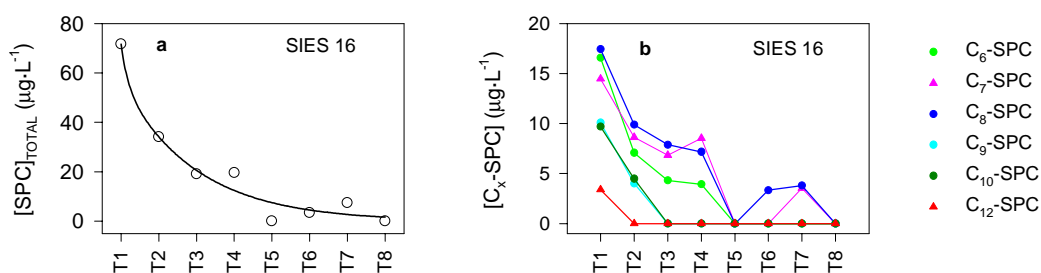 [SPC]TOTAL (µg·L-1)
80
60
40
20
0
a
SIES 16
T1
T2
T3
T4
T5
T6
T7
T8
[Cx-SPC] (µg·L-1)
20
15
10
5
0
b
SIES 16
T1
T2
T3
T4
T5
T6
T7
T8
C6-SPC
C7-SPC
C8-SPC
C9-SPC
C10-SPC
C12-SPC